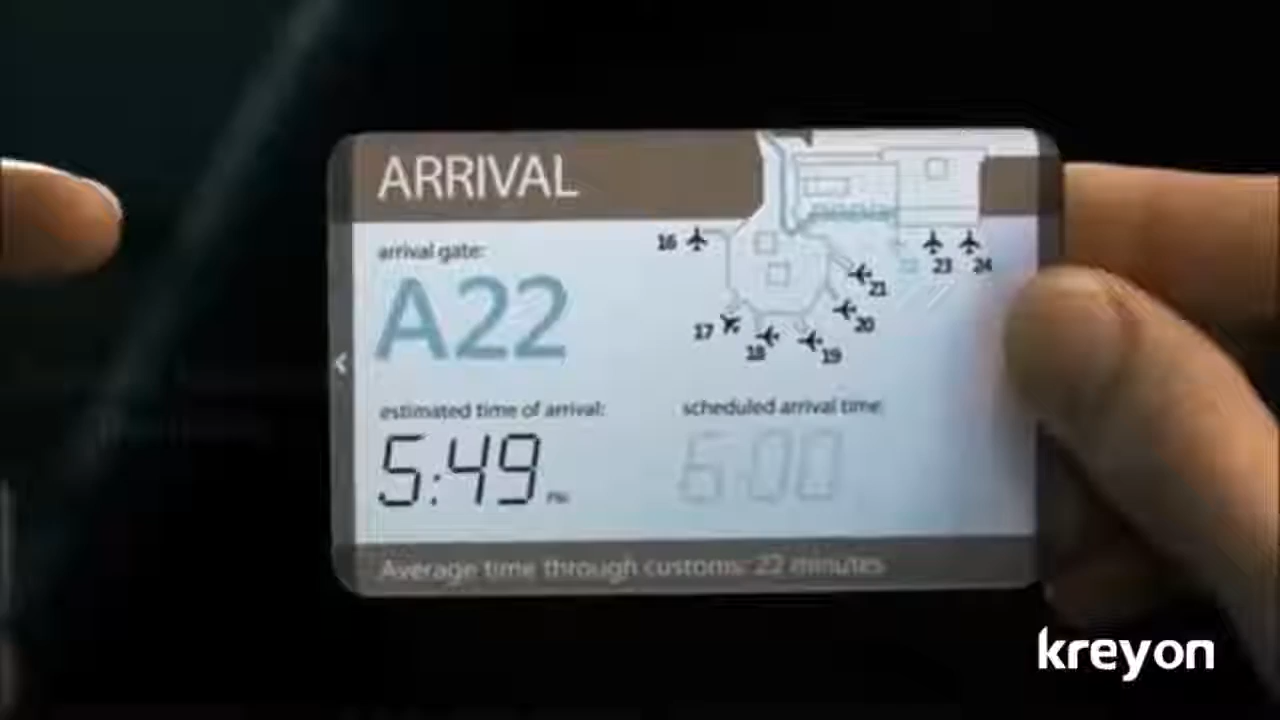 ARRIVAL
arrival gate:
A22
16
17
18
19
20
21
23
24
estimated time of arrival:
5:49 PM
scheduled arrival time:
6:00
Average time through customs: 22 minutes
kreyon